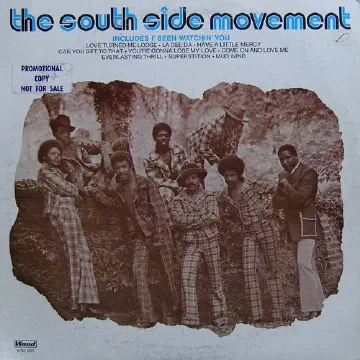 the south side movement
INCLUDES I' BEEN WATCHIN' YOU
LOVE TURNED ME LOOSE • LA DEE DA • HAVE A LITTLE MERCY
CAN YOU GET TO THAT • YOU'RE GONNA LOSE MY LOVE • COME ON AND LOVE ME
EVERLASTING THRILL • SUPERSTITION • MUD WIND
PROMOTIONAL
COPY
NOT FOR SALE
Wand